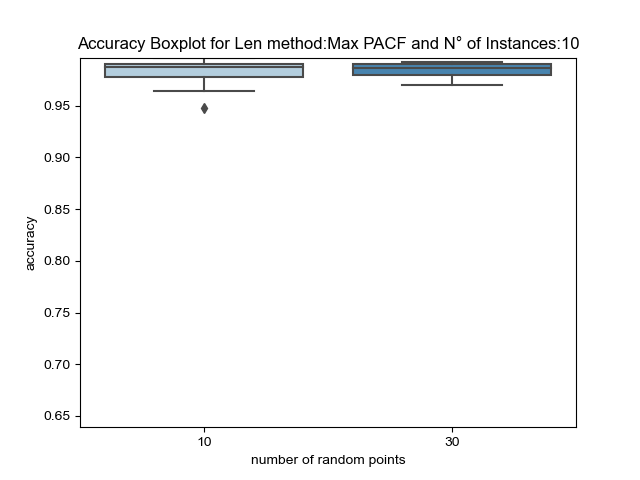 Accuracy Boxplot for Len method:Max PACF and N° of Instances:10
0.95
0.90
0.85
0.80
0.75
0.70
0.65
accuracy
10 30
number of random points